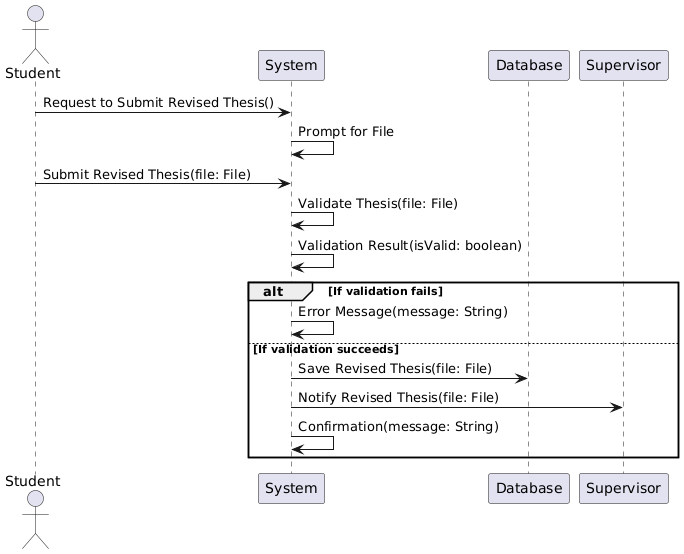 Student
System
Database
Supervisor
Request to Submit Revised Thesis()
Prompt for File
Submit Revised Thesis(file: File)
Validate Thesis(file: File)
Validation Result(isValid: boolean)
alt
[If validation fails]
Error Message(message: String)
[If validation succeeds]
Save Revised Thesis(file: File)
Notify Revised Thesis(file: File)
Confirmation(message: String)
Student
System
Database
Supervisor